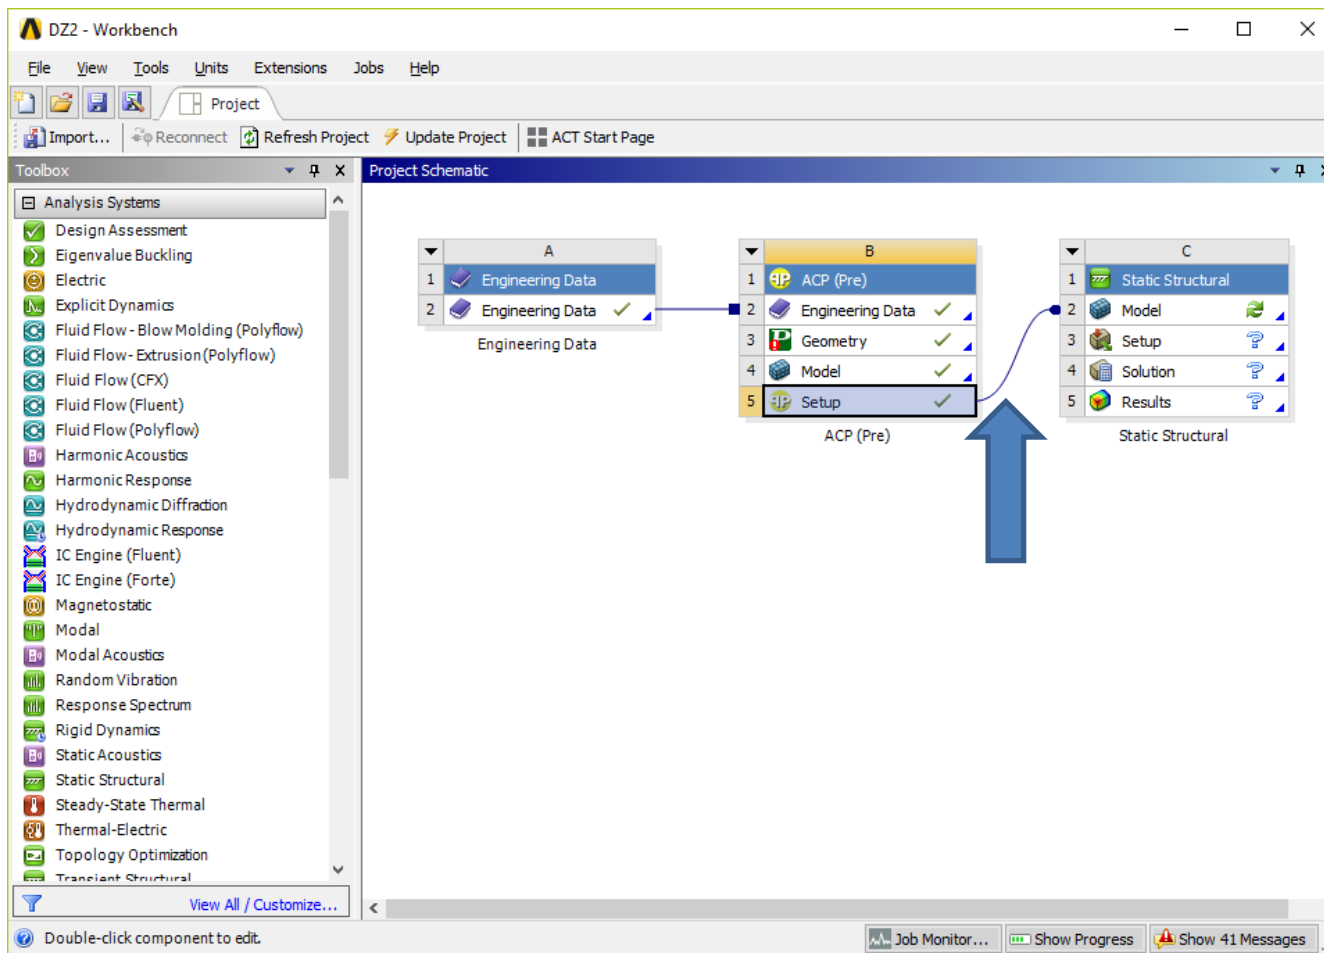 DZ2 - Workbench
File View Tools Units Extensions Jobs Help
Project
Import... Reconnect Refresh Project Update Project ACT Start Page
Toolbox
Project Schematic
Analysis Systems
Design Assessment
Eigenvalue Buckling
Electric
Explicit Dynamics
Fluid Flow - Blow Molding (Polyflow)
Fluid Flow - Extrusion (Polyflow)
Fluid Flow (CFX)
Fluid Flow (Fluent)
Fluid Flow (Polyflow)
Harmonic Acoustics
Harmonic Response
Hydrodynamic Diffraction
Hydrodynamic Response
IC Engine (Fluent)
IC Engine (Forte)
Magnetostatic
Modal
Modal Acoustics
Random Vibration
Response Spectrum
Rigid Dynamics
Static Acoustics
Static Structural
Steady-State Thermal
Thermal-Electric
Topology Optimization
Transient Structural
View All / Customize...
A
1 Engineering Data
2 Engineering Data
Engineering Data
B
1 ACP (Pre)
2 Engineering Data
3 Geometry
4 Model
5 Setup
ACP (Pre)
C
1 Static Structural
2 Model
3 Setup
4 Solution
5 Results
Static Structural
Double-click component to edit.
Job Monitor... Show Progress Show 41 Messages